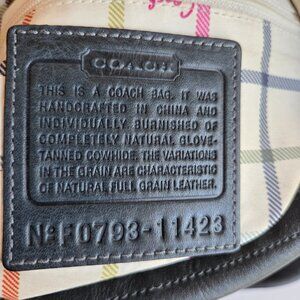 Coach
COACH
THIS IS A COACH BAG. IT WAS
HANDCRAFTED IN CHINA AND
INDIVIDUALLY BURNISHED OF
COMPLETELY NATURAL GLOVE-
TANNED COWHIDE. THE VARIATIONS
IN THE GRAIN ARE CHARACTERISTIC
OF NATURAL FULL GRAIN LEATHER.
Nº F0793-11423